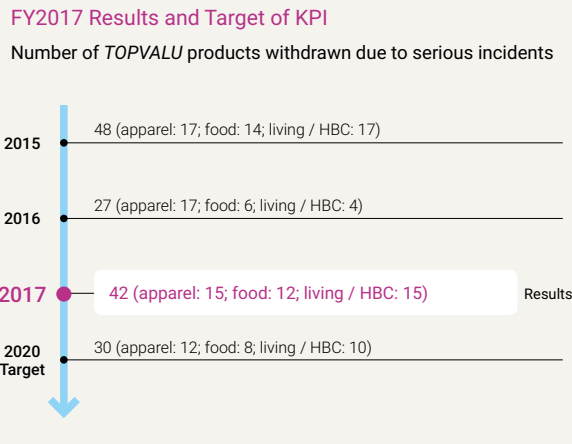 FY2017 Results and Target of KPI
Number of TOPVALU products withdrawn due to serious incidents
48 (apparel: 17; food: 14; living / HBC: 17)
2015
27 (apparel: 17; food: 6; living / HBC: 4)
2016
2017
42 (apparel: 15; food: 12; living / HBC: 15)
Results
30 (apparel: 12; food: 8; living / HBC: 10)
2020
Target